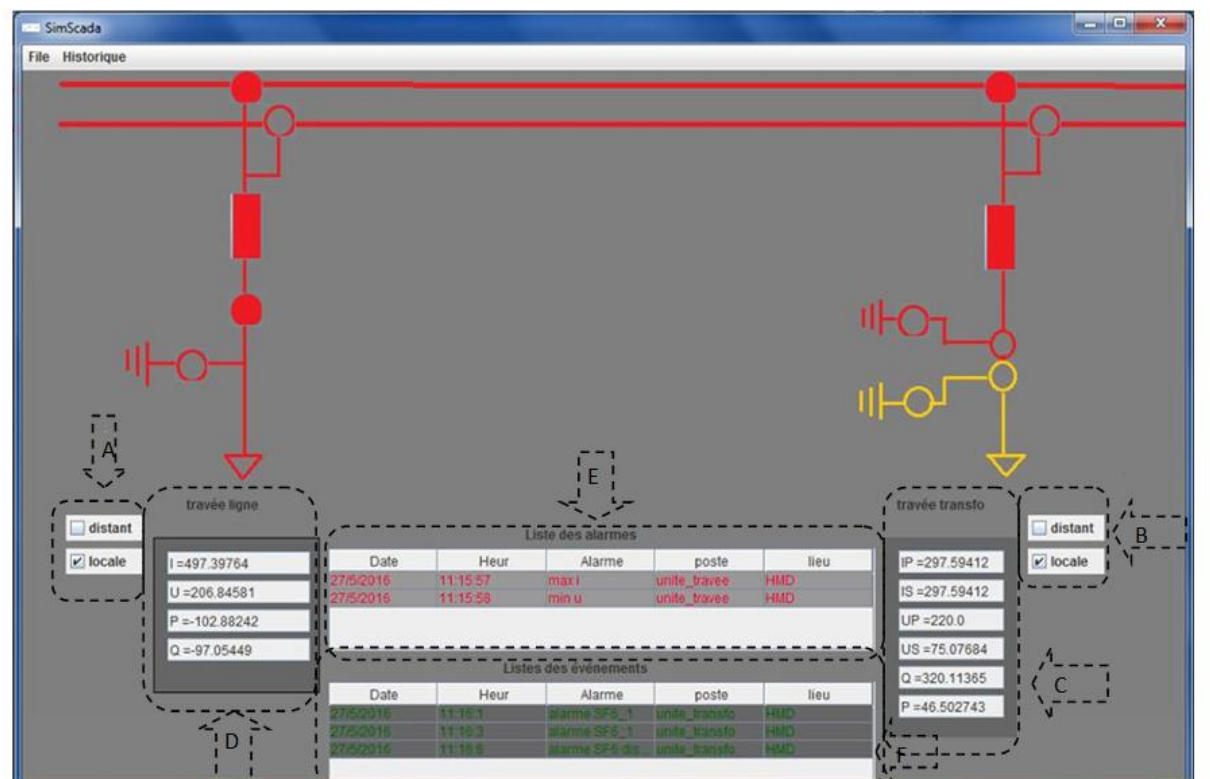 SimScada
File Historique
A
travée ligne
distant
locale
I =497.39764
U =206.84581
P =-102.88242
Q =-97.05449
D
E
Liste des alarmes
Date Heur Alarme poste lieu
27/5/2016 11:15:57 max i unite_travee HMD
27/5/2016 11:15:58 min u unite_travee HMD
Listes des événements
Date Heur Alarme poste lieu
27/5/2016 11:16:1 alarme SF6_1 unite_transfo HMD
27/5/2016 11:16:3 alarme SF6_1 unite_transfo HMD
27/5/2016 11:16:6 alarme SF6 dis... unite_transfo HMD
F
travée transfo
IP =297.59412
IS =297.59412
UP =220.0
US =75.07684
Q =320.11365
P =46.502743
distant
locale
B
C